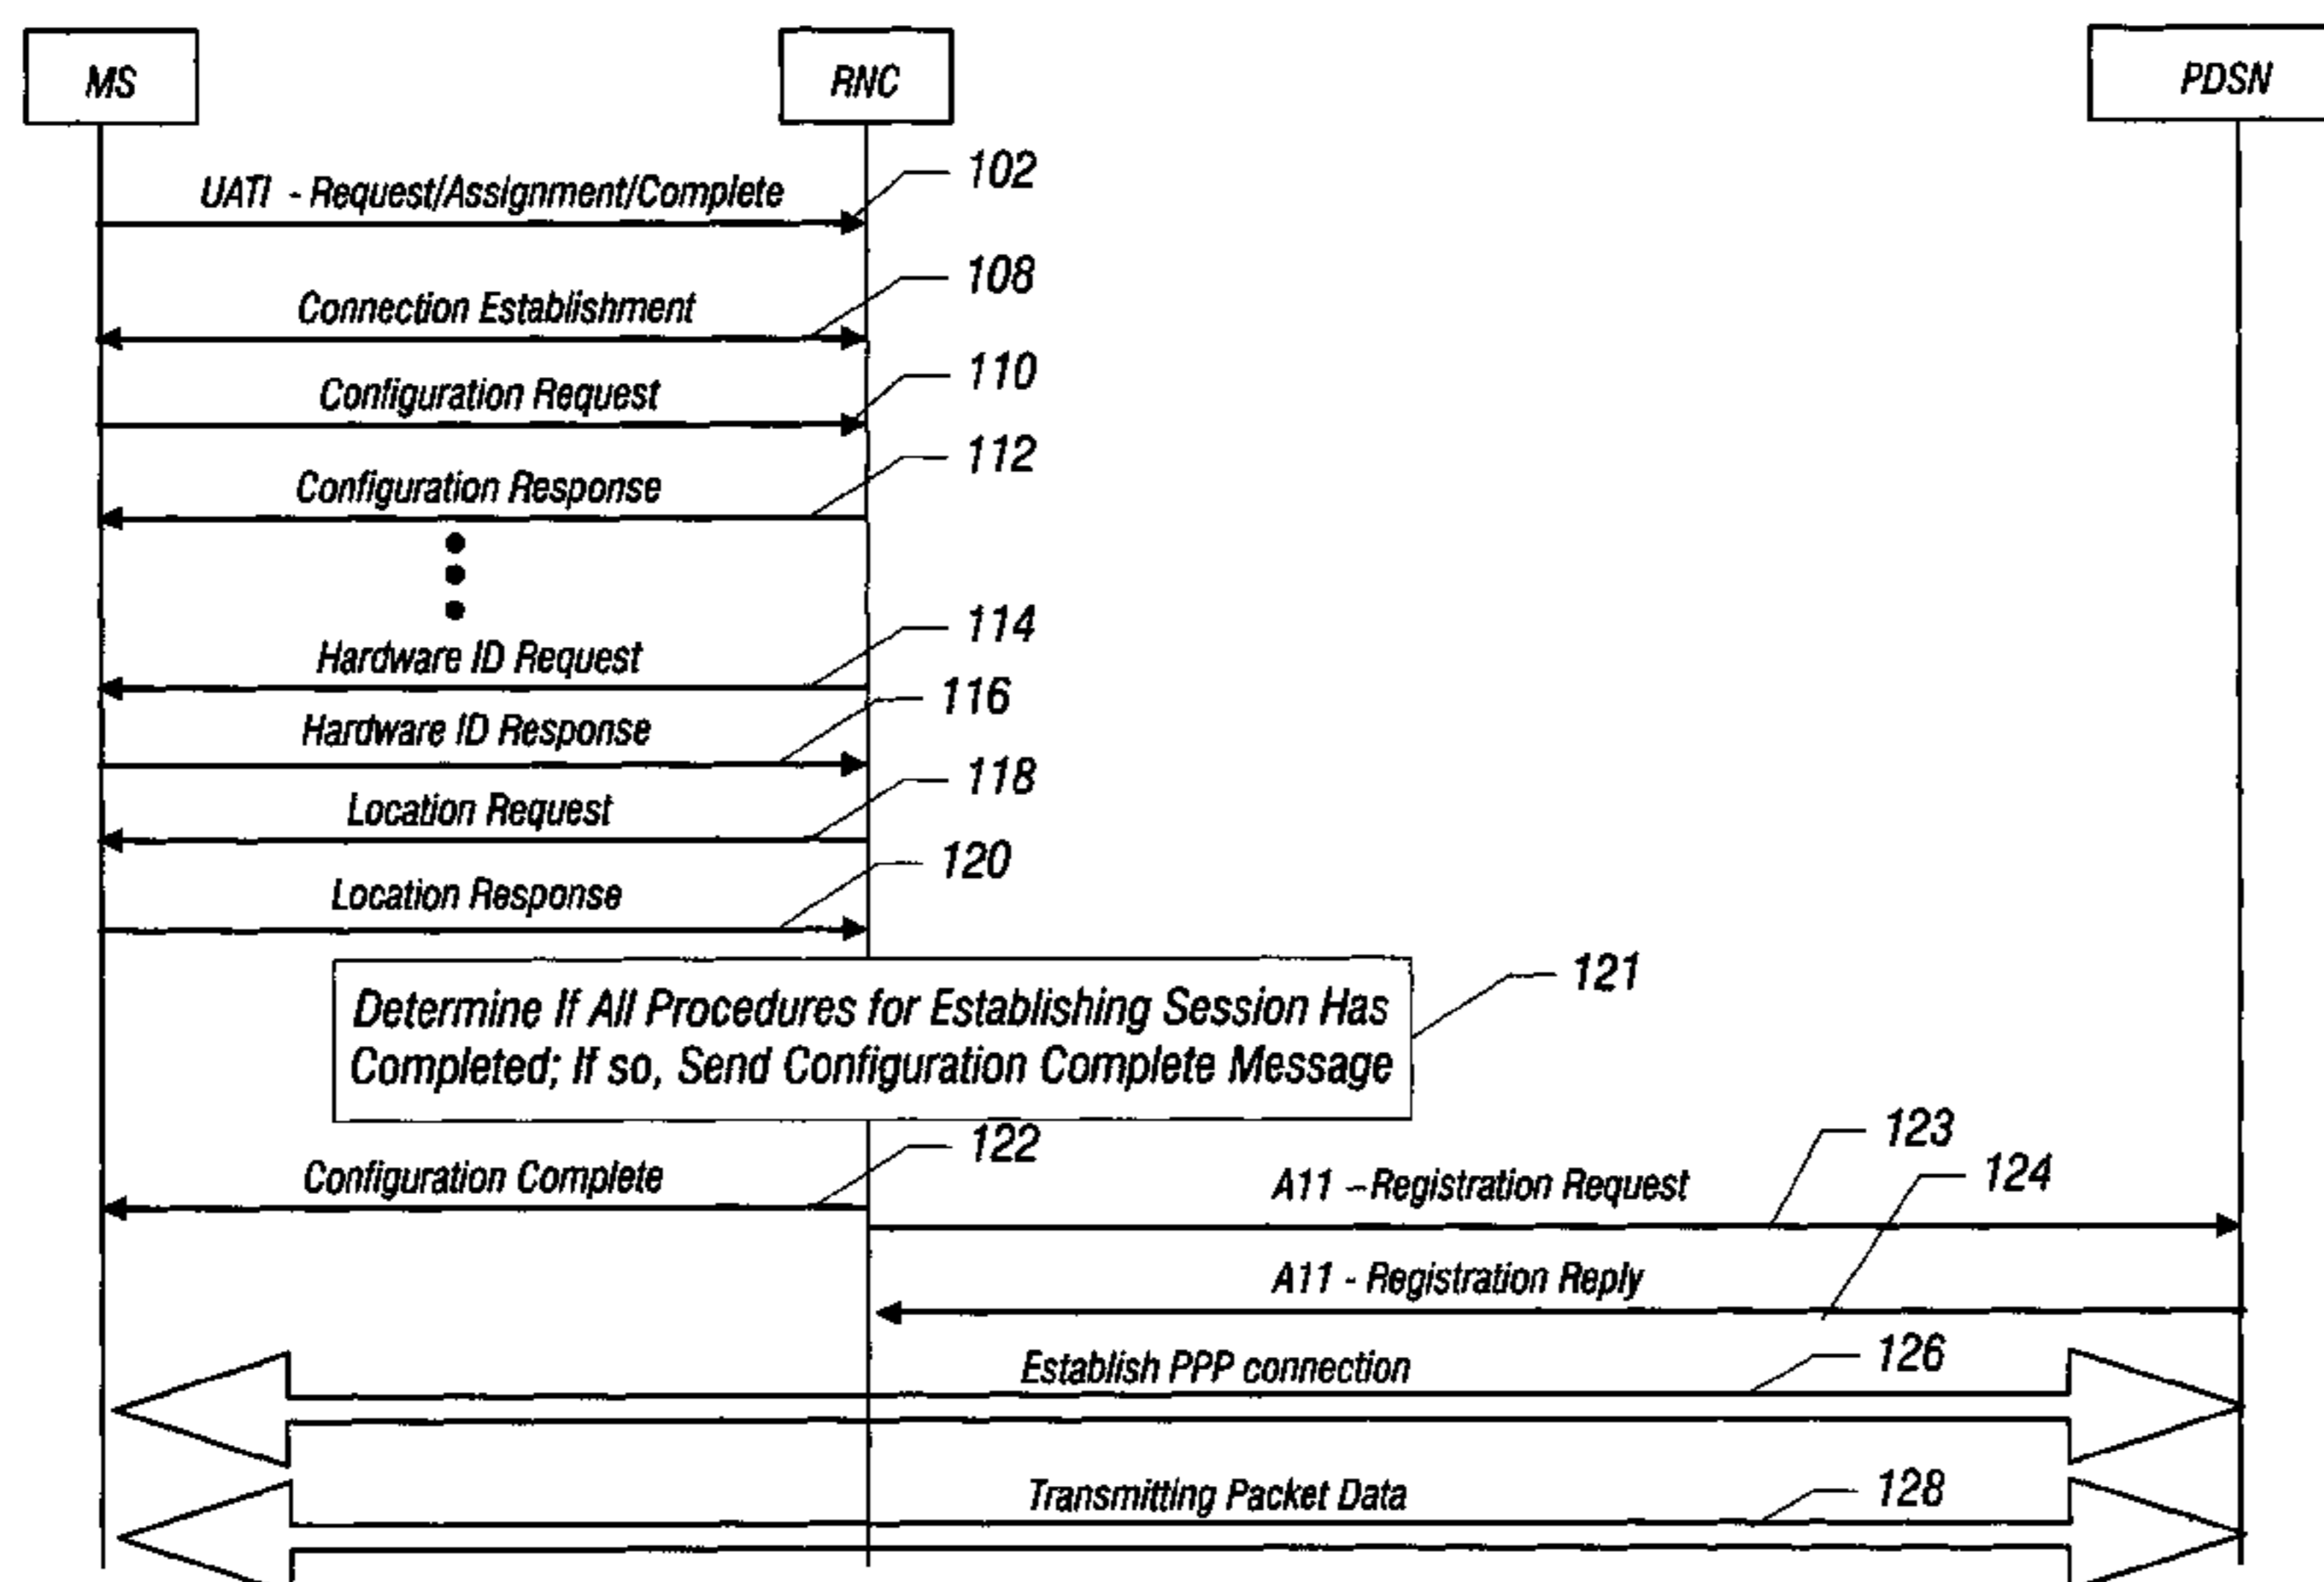 MS
RNC
PDSN
UATI - Request/Assignment/Complete
102
Connection Establishment
108
Configuration Request
110
Configuration Response
112
Hardware ID Request
114
Hardware ID Response
116
Location Request
118
Location Response
120
Determine If All Procedures for Establishing Session Has
Completed; If so, Send Configuration Complete Message
121
Configuration Complete
122
A11 – Registration Request
123
A11 - Registration Reply
124
Establish PPP connection
126
Transmitting Packet Data
128